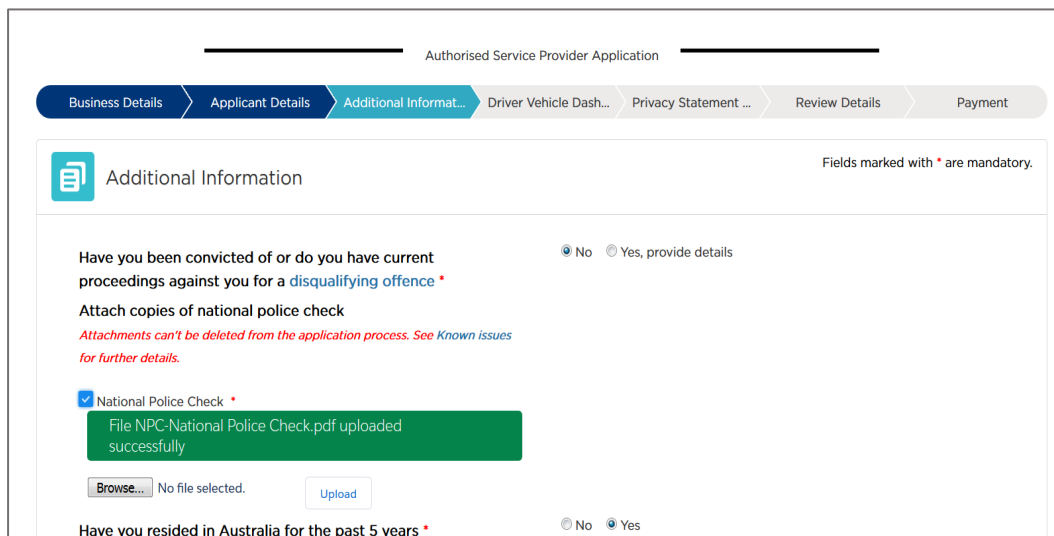 Authorised Service Provider Application
Business Details
Applicant Details
Additional Informat...
Driver Vehicle Dash...
Privacy Statement ...
Review Details
Payment
Additional Information
Fields marked with * are mandatory.
Have you been convicted of or do you have current
proceedings against you for a disqualifying offence *
No
Yes, provide details
Attach copies of national police check
Attachments can't be deleted from the application process. See Known issues
for further details.
National Police Check *
File NPC-National Police Check.pdf uploaded
successfully
Browse... No file selected.
Upload
Have you resided in Australia for the past 5 years *
No
Yes